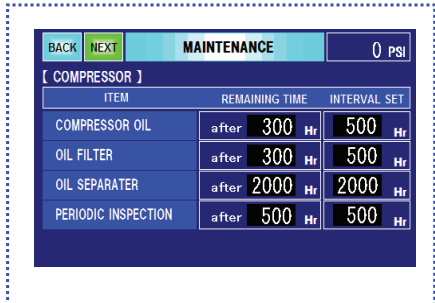 BACK NEXT MAINTENANCE 0 PSI
[ COMPRESSOR ]
ITEM REMAINING TIME INTERVAL SET
COMPRESSOR OIL after 300 Hr 500 Hr
OIL FILTER after 300 Hr 500 Hr
OIL SEPARATER after 2000 Hr 2000 Hr
PERIODIC INSPECTION after 500 Hr 500 Hr